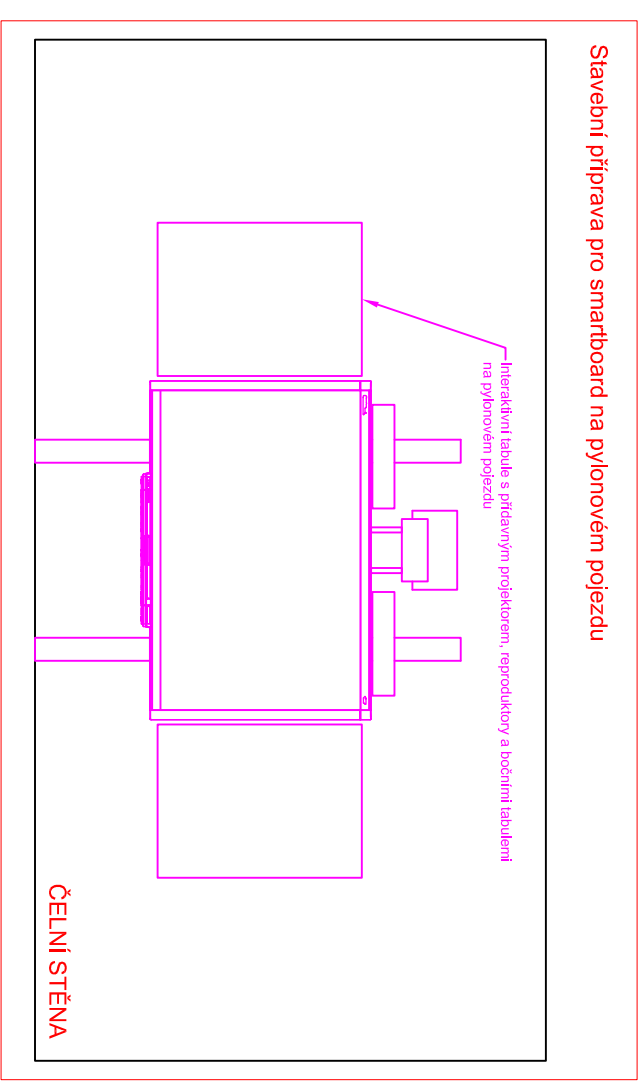 Stavební příprava pro smartboard na pylonovém pojezdu
Interaktivní tabule s přídavným projektorem, reproduktory a bočními tabulemi
na pylonovém pojezdu
ČELNÍ STĚNA